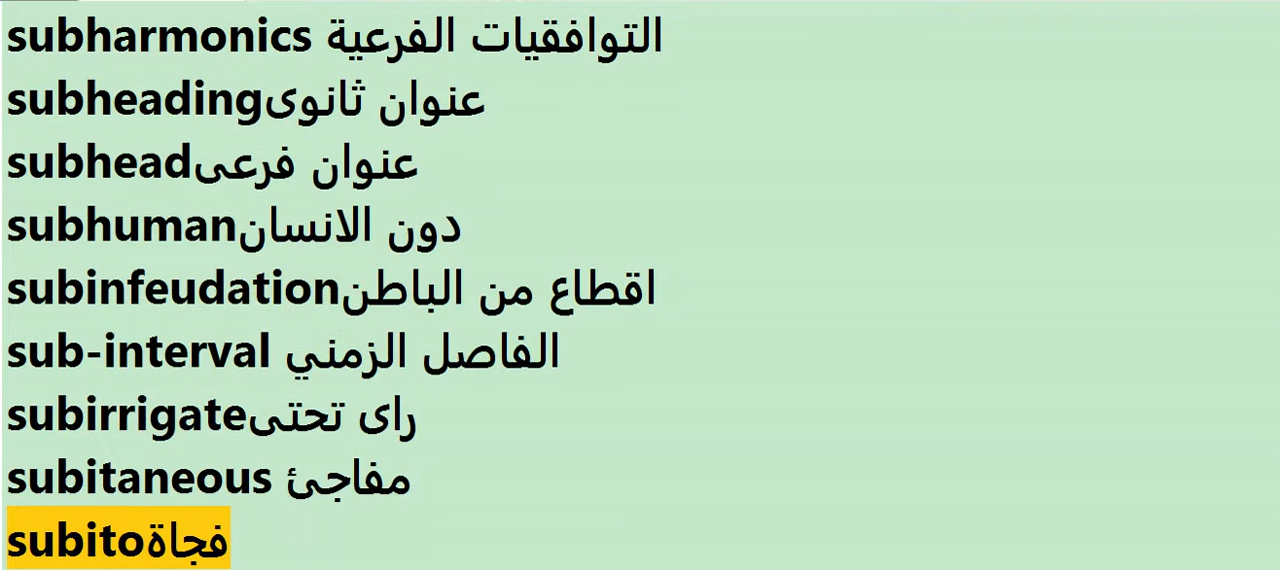 subharmonics التوافقيات الفرعية
subheadingعنوان ثانوى
subheadعنوان فرعى
subhumanدون الانسان
subinfeudationاقطاع من الباطن
sub-interval الفاصل الزمني
subirrigateراى تحتى
subitaneous مفاجئ
subitoفجاة